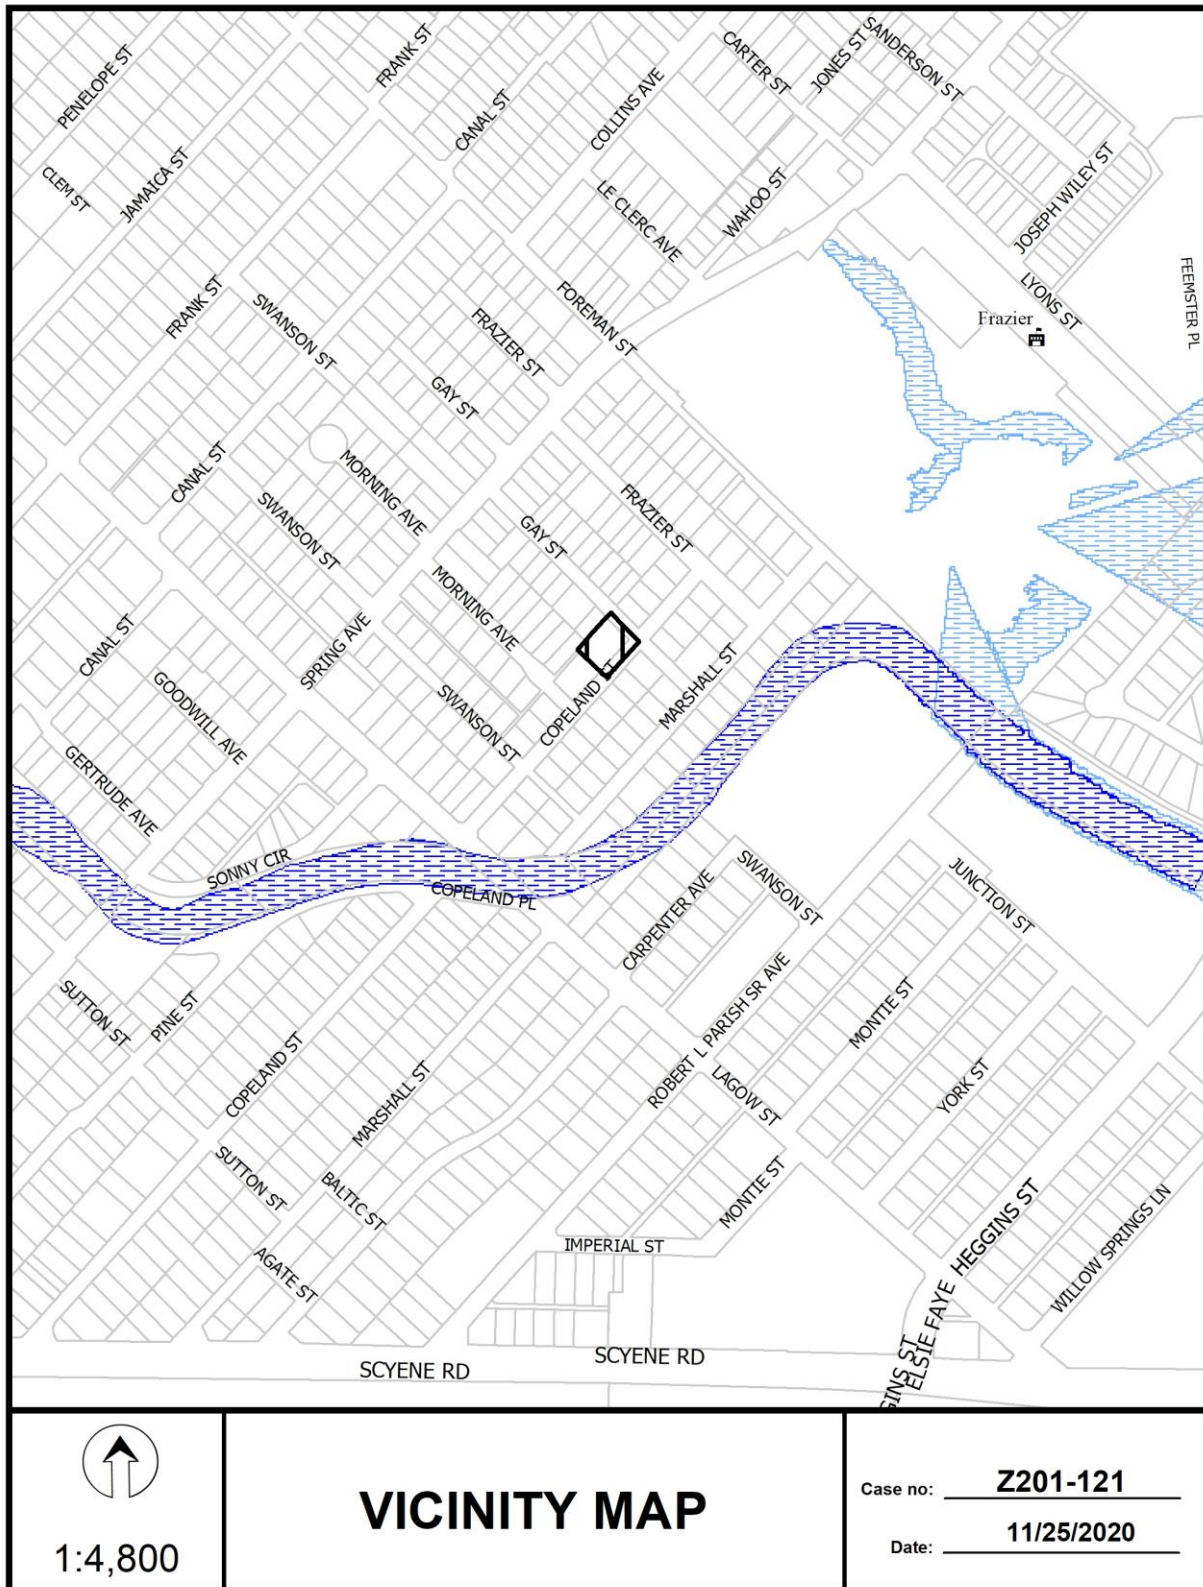 PENELOPE ST
FRANK ST
CARTER ST
JONES ST
SANDERSON ST
CANAL ST
COLLINS AVE
CLEM ST
JAMAICA ST
LE CLERC AVE
WAHOO ST
JOSEPH WILEY ST
FRANK ST
SWANSON ST
FRAZIER ST
FOREMAN ST
LYONS ST
Frazier
FEEMSTER PL
GAY ST
CANAL ST
MORNING AVE
SWANSON ST
GAY ST
FRAZIER ST
MORNING AVE
CANAL ST
SPRING AVE
GOODWILL AVE
SWANSON ST
COPELAND ST
MARSHALL ST
GERTRUDE AVE
SONNY CIR
COPELAND PL
CARPENTER AVE
SWANSON ST
JUNCTION ST
SUTTON ST
PINE ST
ROBERT L PARISH SR AVE
MONTIE ST
COPELAND ST
MARSHALL ST
LAGOW ST
YORK ST
SUTTON ST
BALTIC ST
MONTIE ST
AGATE ST
IMPERIAL ST
ELSIE FAYE HEGGINS ST
WILLOW SPRINGS LN
SCYENE RD
SCYENE RD
GINS ST
1:4,800
VICINITY MAP
Case no: Z201-121
Date: 11/25/2020